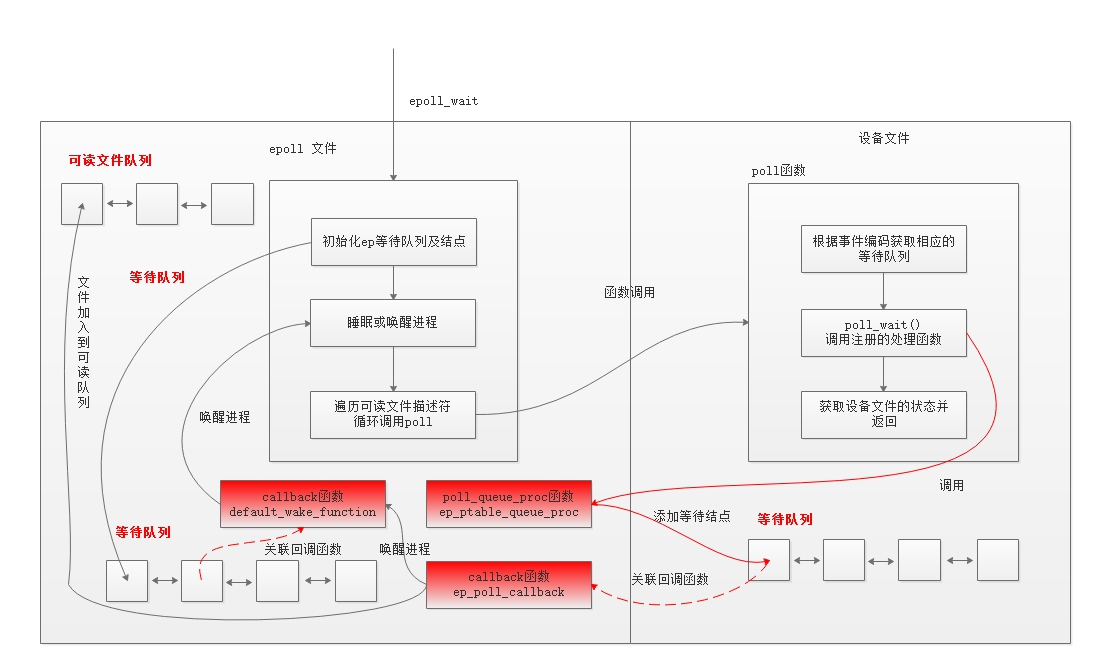 epoll_wait
epoll 文件
设备文件
可读文件队列
poll函数
初始化ep等待队列及结点
根据事件编码获取相应的
等待队列
等待队列
文件加入到可读队列
函数调用
睡眠或唤醒进程
poll_wait()
调用注册的处理函数
唤醒进程
遍历可读文件描述符
循环调用poll
获取设备文件的状态并
返回
callback函数
default_wake_function
poll_queue_proc函数
ep_ptable_queue_proc
调用
添加等待结点
等待队列
等待队列
关联回调函数
唤醒进程
callback函数
ep_poll_callback
关联回调函数